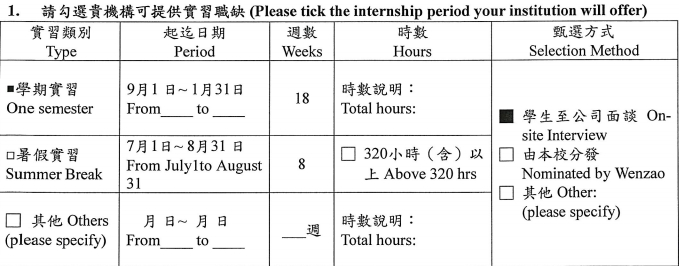 1. 請勾選貴機構可提供實習職缺 (Please tick the internship period your institution will offer)
實習類別
Type
起迄日期
Period
週數
Weeks
時數
Hours
甄選方式
Selection Method
■學期實習
One semester
9月1 日~1月31日
From____ to ____
18
時數說明：
Total hours:
□暑假實習
Summer Break
7月1日~8月31 日
From July1to August
31
8
□ 320小時（含）以
上 Above 320 hrs
□ 其他 Others
(please specify)
月 日~ 月 日
From____ to ____
___週
時數說明：
Total hours:
■ 學生至公司面談 On-
site Interview
□ 由本校分發
Nominated by Wenzao
□ 其他 Other:
(please specify)